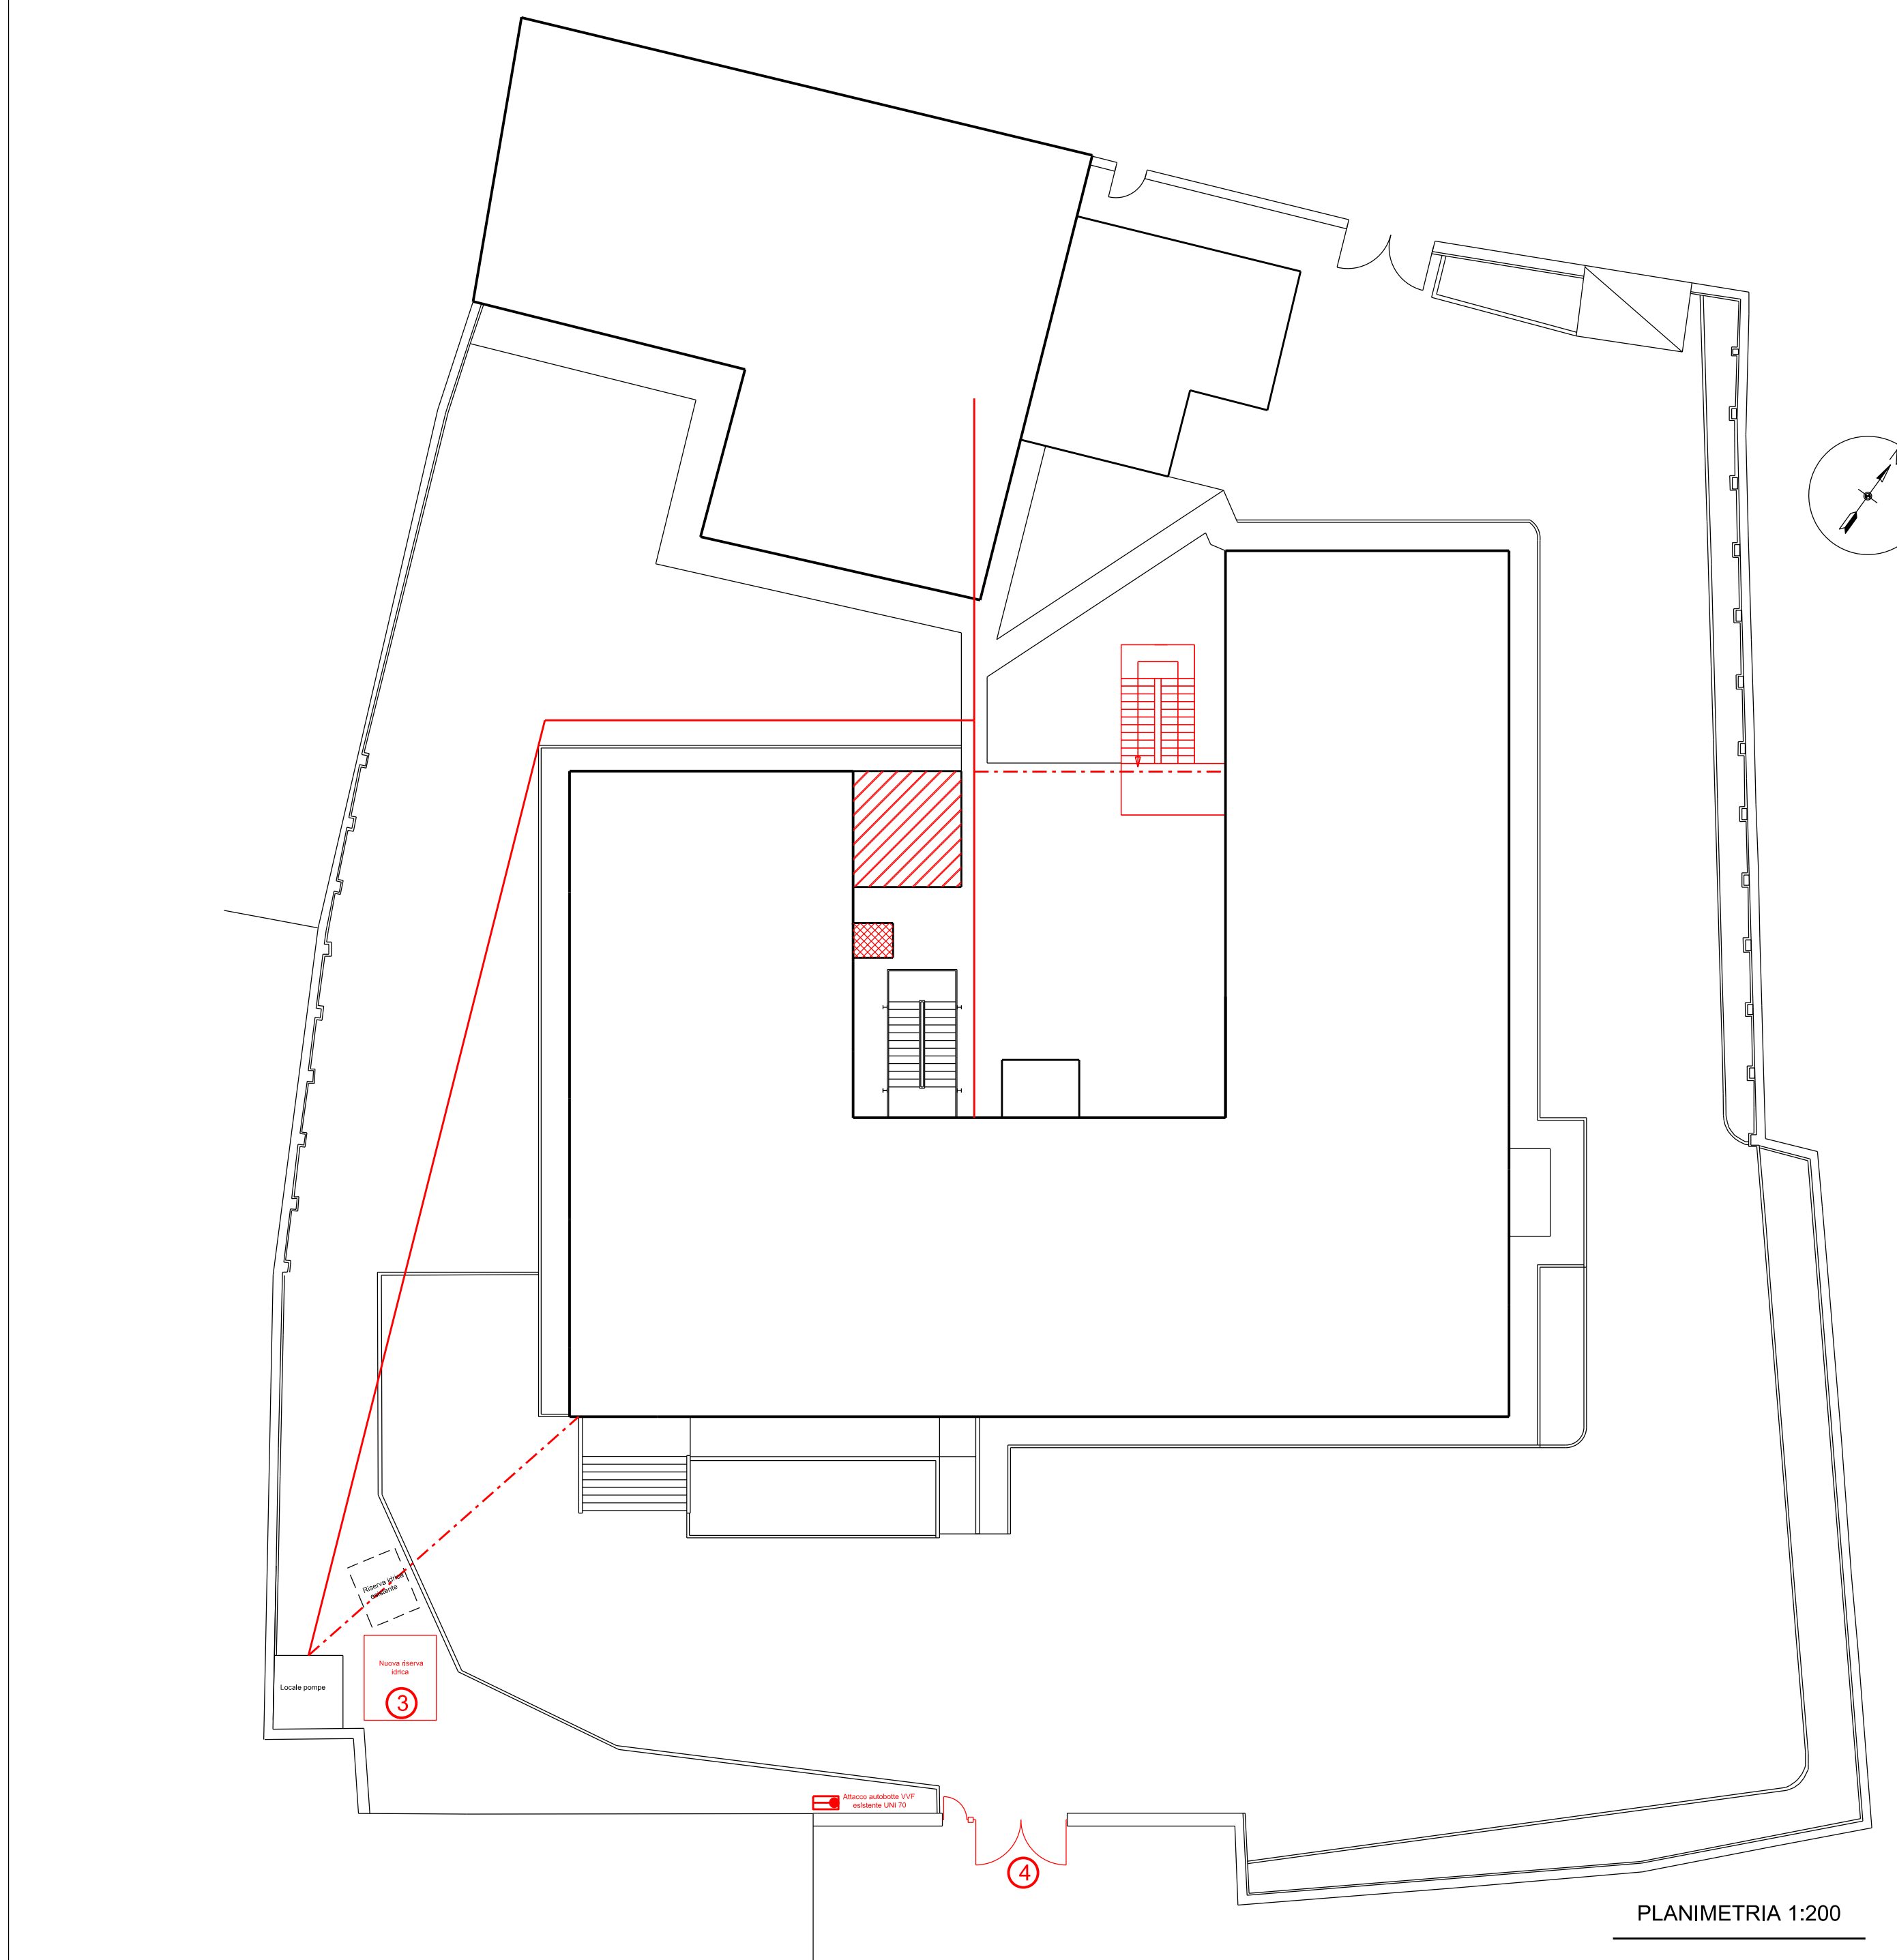 Riserva idrica
esistente
Nuova riserva
idrica
Locale pompe
3
Attacco autobotte VVF
esistente UNI 70
4
PLANIMETRIA 1:200